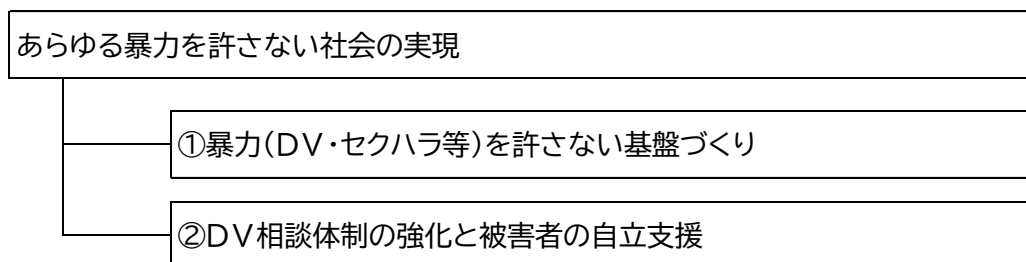 あらゆる暴力を許さない社会の実現
①暴力(DV・セクハラ等)を許さない基盤づくり
②DV相談体制の強化と被害者の自立支援